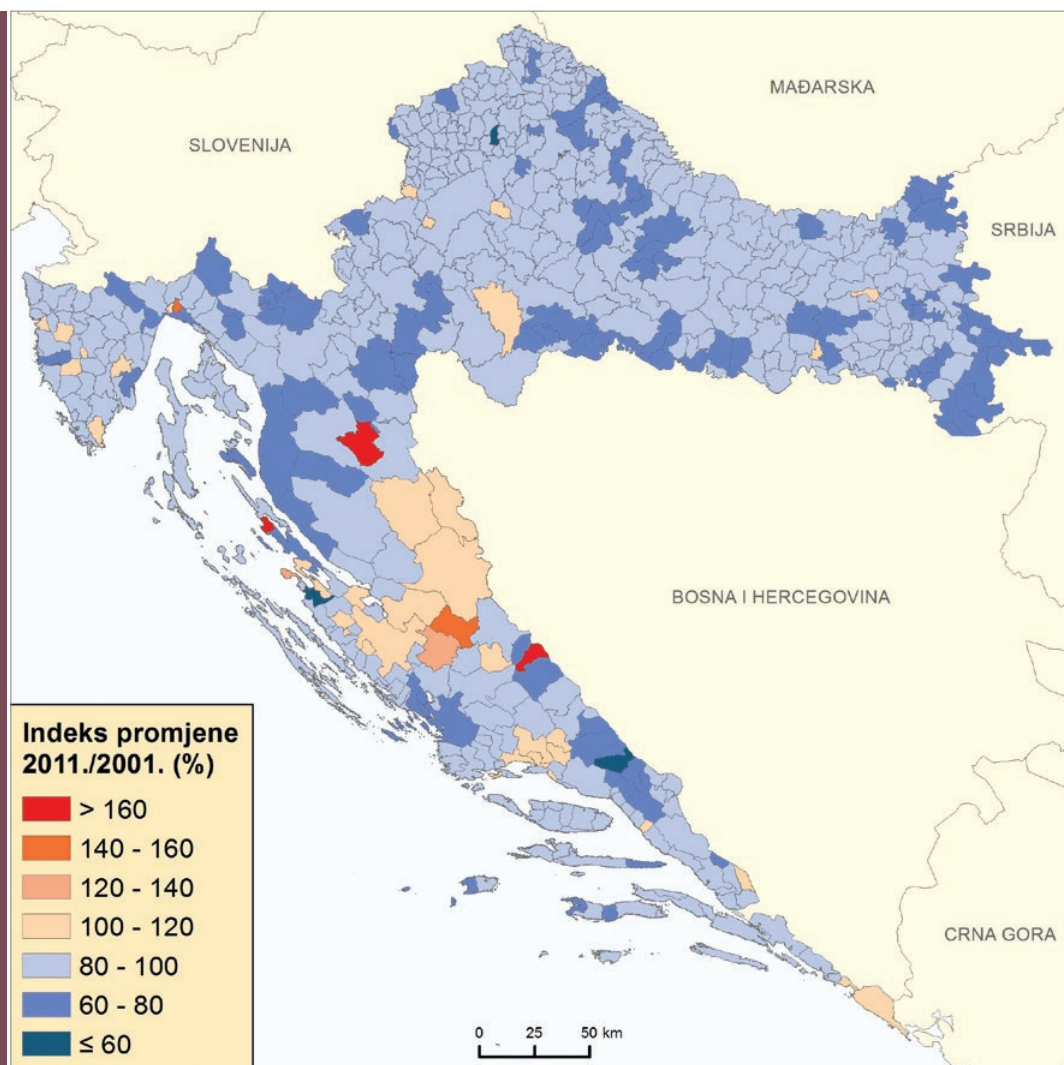 MAĐARSKA
SLOVENIJA
SRBIJA
BOSNA I HERCEGOVINA
CRNA GORA
Indeks promjene
2011./2001. (%)
> 160
140 - 160
120 - 140
100 - 120
80 - 100
60 - 80
≤ 60
0 25 50 km